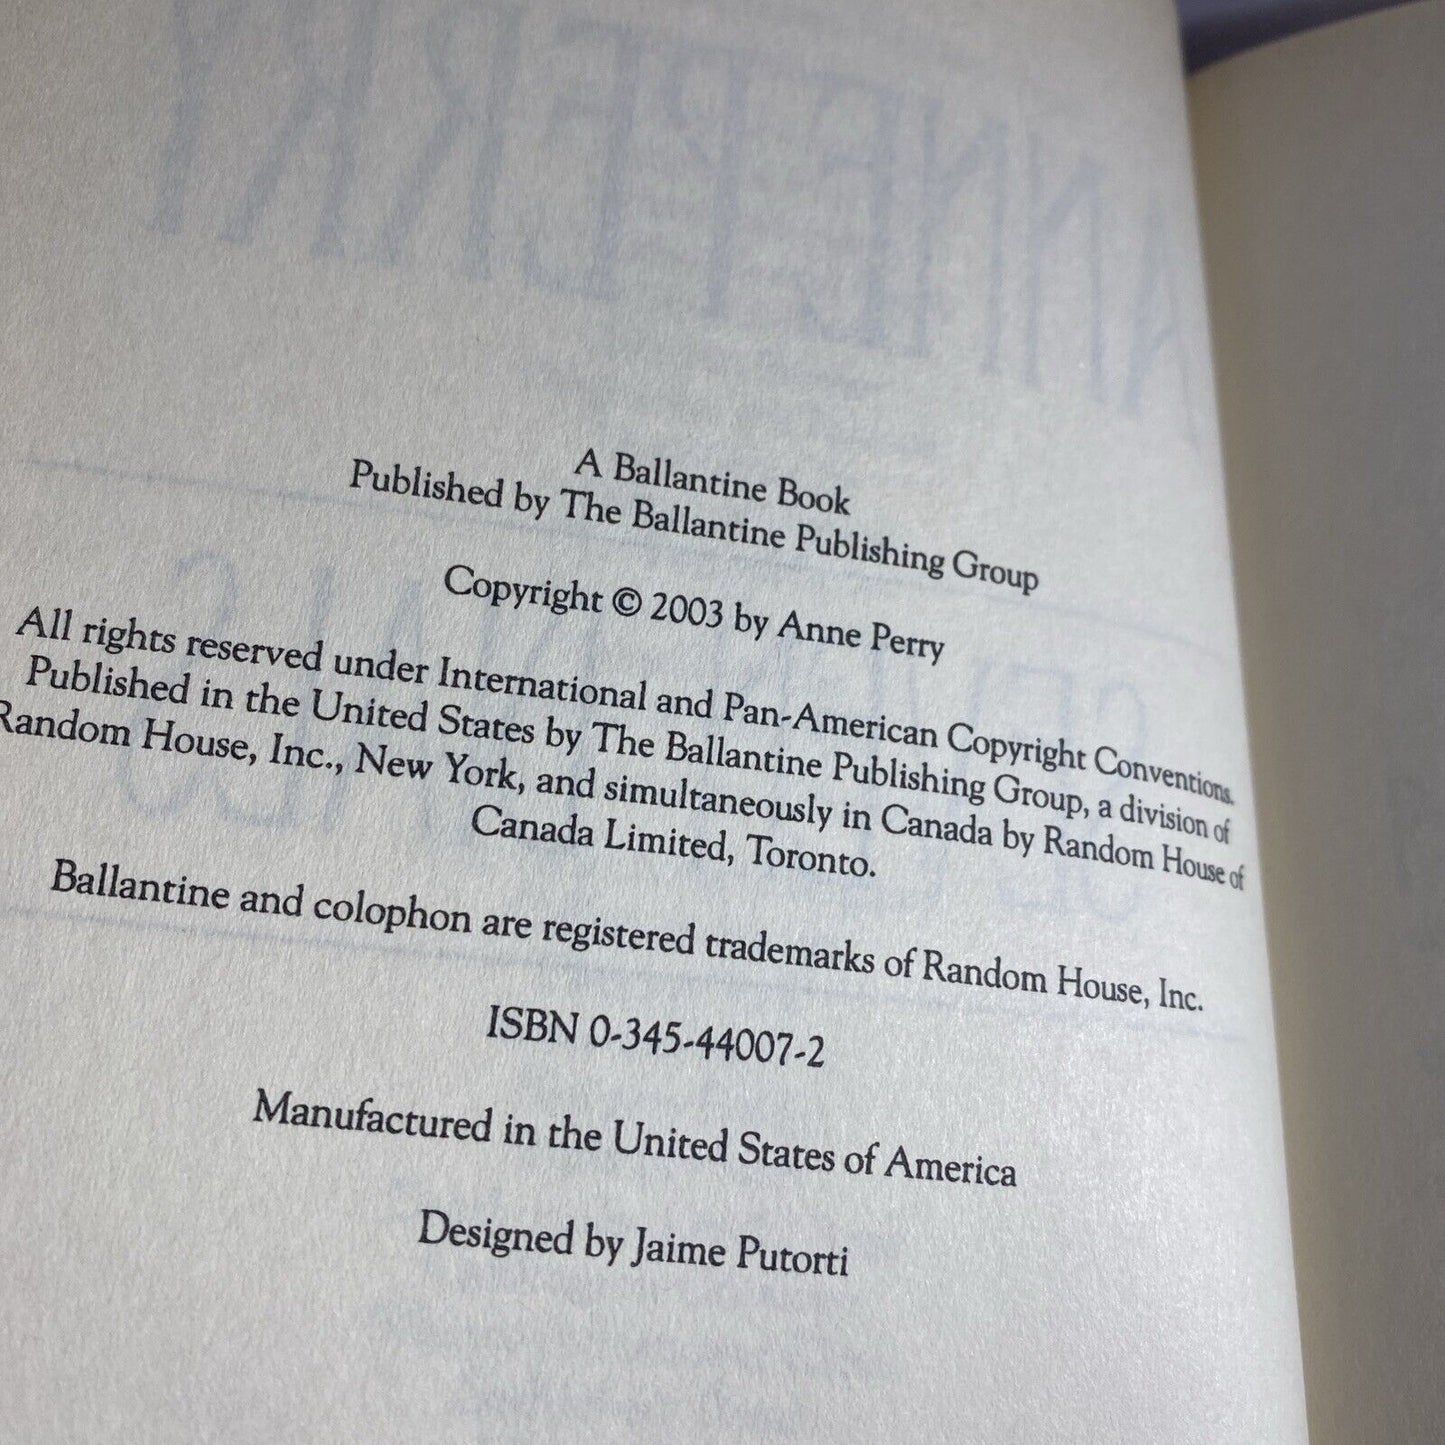 ANNE PERRY
A Ballantine Book
Published by The Ballantine Publishing Group
Copyright © 2003 by Anne Perry
All rights reserved under International and Pan-American Copyright Conventions.
Published in the United States by The Ballantine Publishing Group, a division of
Random House, Inc., New York, and simultaneously in Canada by Random House of
Canada Limited, Toronto.
Ballantine and colophon are registered trademarks of Random House, Inc.
ISBN 0-345-44007-2
Manufactured in the United States of America
Designed by Jaime Putorti